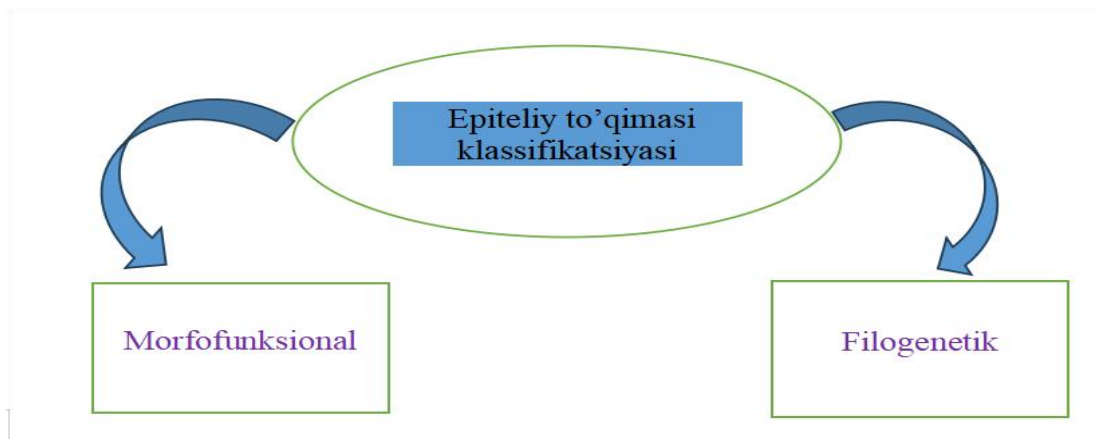 Epiteliy to’qimasi
klassifikatsiyasi
Morfofunksional
Filogenetik